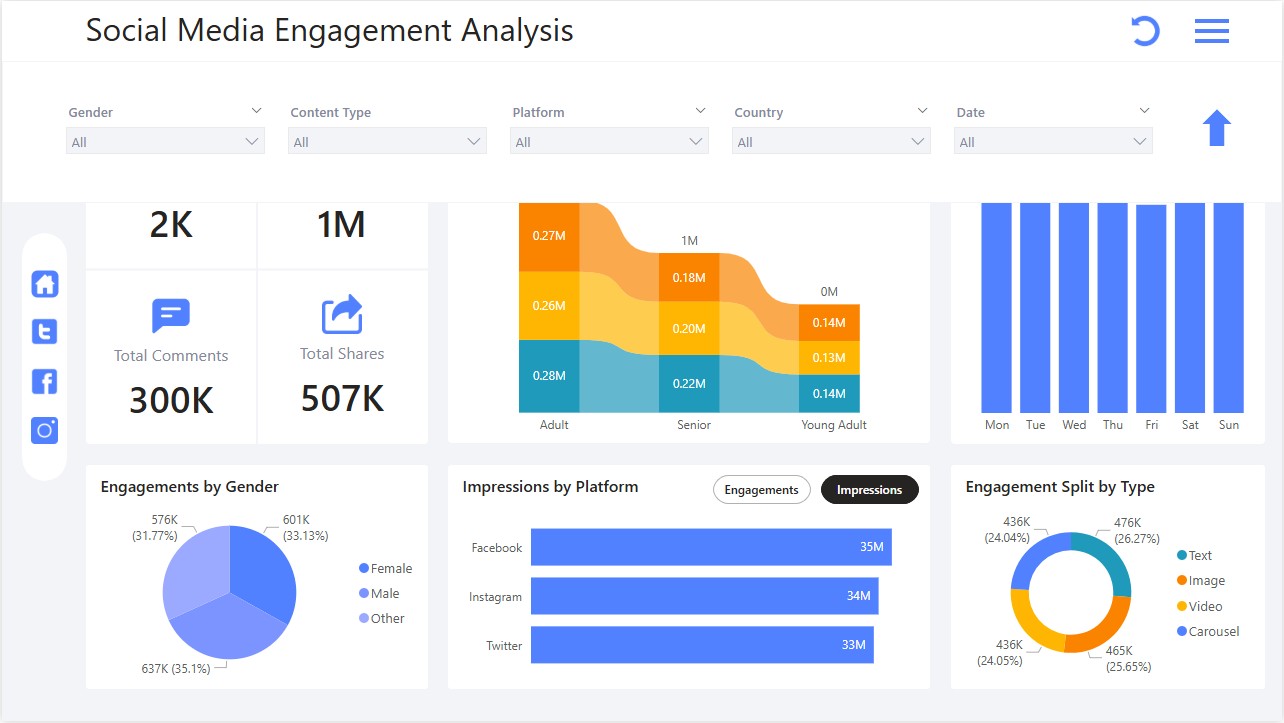 Social Media Engagement Analysis
Gender
Content Type
Platform
Country
Date
All
All
All
All
All
2K
1M
Total Comments
300K
Total Shares
507K
0.27M
0.26M
0.28M
1M
0.18M
0.20M
0.22M
0M
0.14M
0.13M
0.14M
Adult
Senior
Young Adult
Mon
Tue
Wed
Thu
Fri
Sat
Sun
Engagements by Gender
576K
(31.77%)
601K
(33.13%)
637K (35.1%)
Female
Male
Other
Impressions by Platform
Engagements
Impressions
Facebook
35M
Instagram
34M
Twitter
33M
Engagement Split by Type
436K
(24.04%)
476K
(26.27%)
436K
(24.05%)
465K
(25.65%)
Text
Image
Video
Carousel